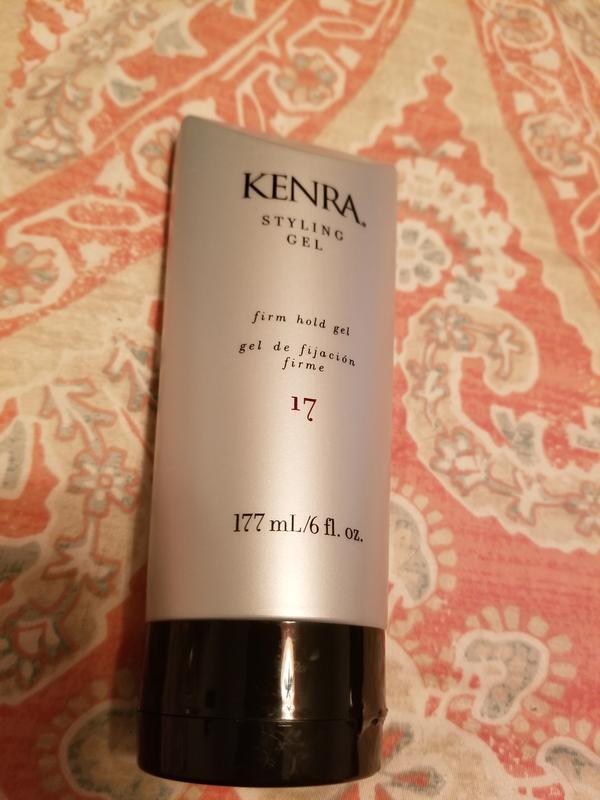 KENRA.
STYLING
GEL
firm hold gel
gel de fijación
firme
17
177 mL/6 fl. oz.